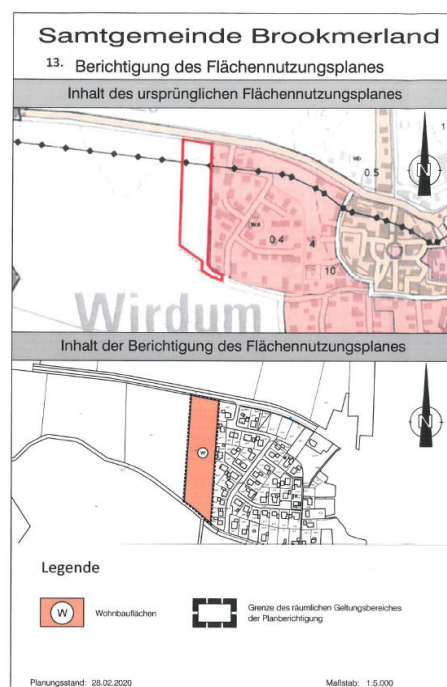 Samtgemeinde Brookmerland
13. Berichtigung des Flächennutzungsplanes
Inhalt des ursprünglichen Flächennutzungsplanes
N
MD
0.5
WA
0.4
4
10
Wirdum
Inhalt der Berichtigung des Flächennutzungsplanes
N
W
Legende
W Wohnbauflächen
Grenze des räumlichen Geltungsbereiches
der Planberichtigung
Planungsstand: 28.02.2020 Maßstab: 1:5.000